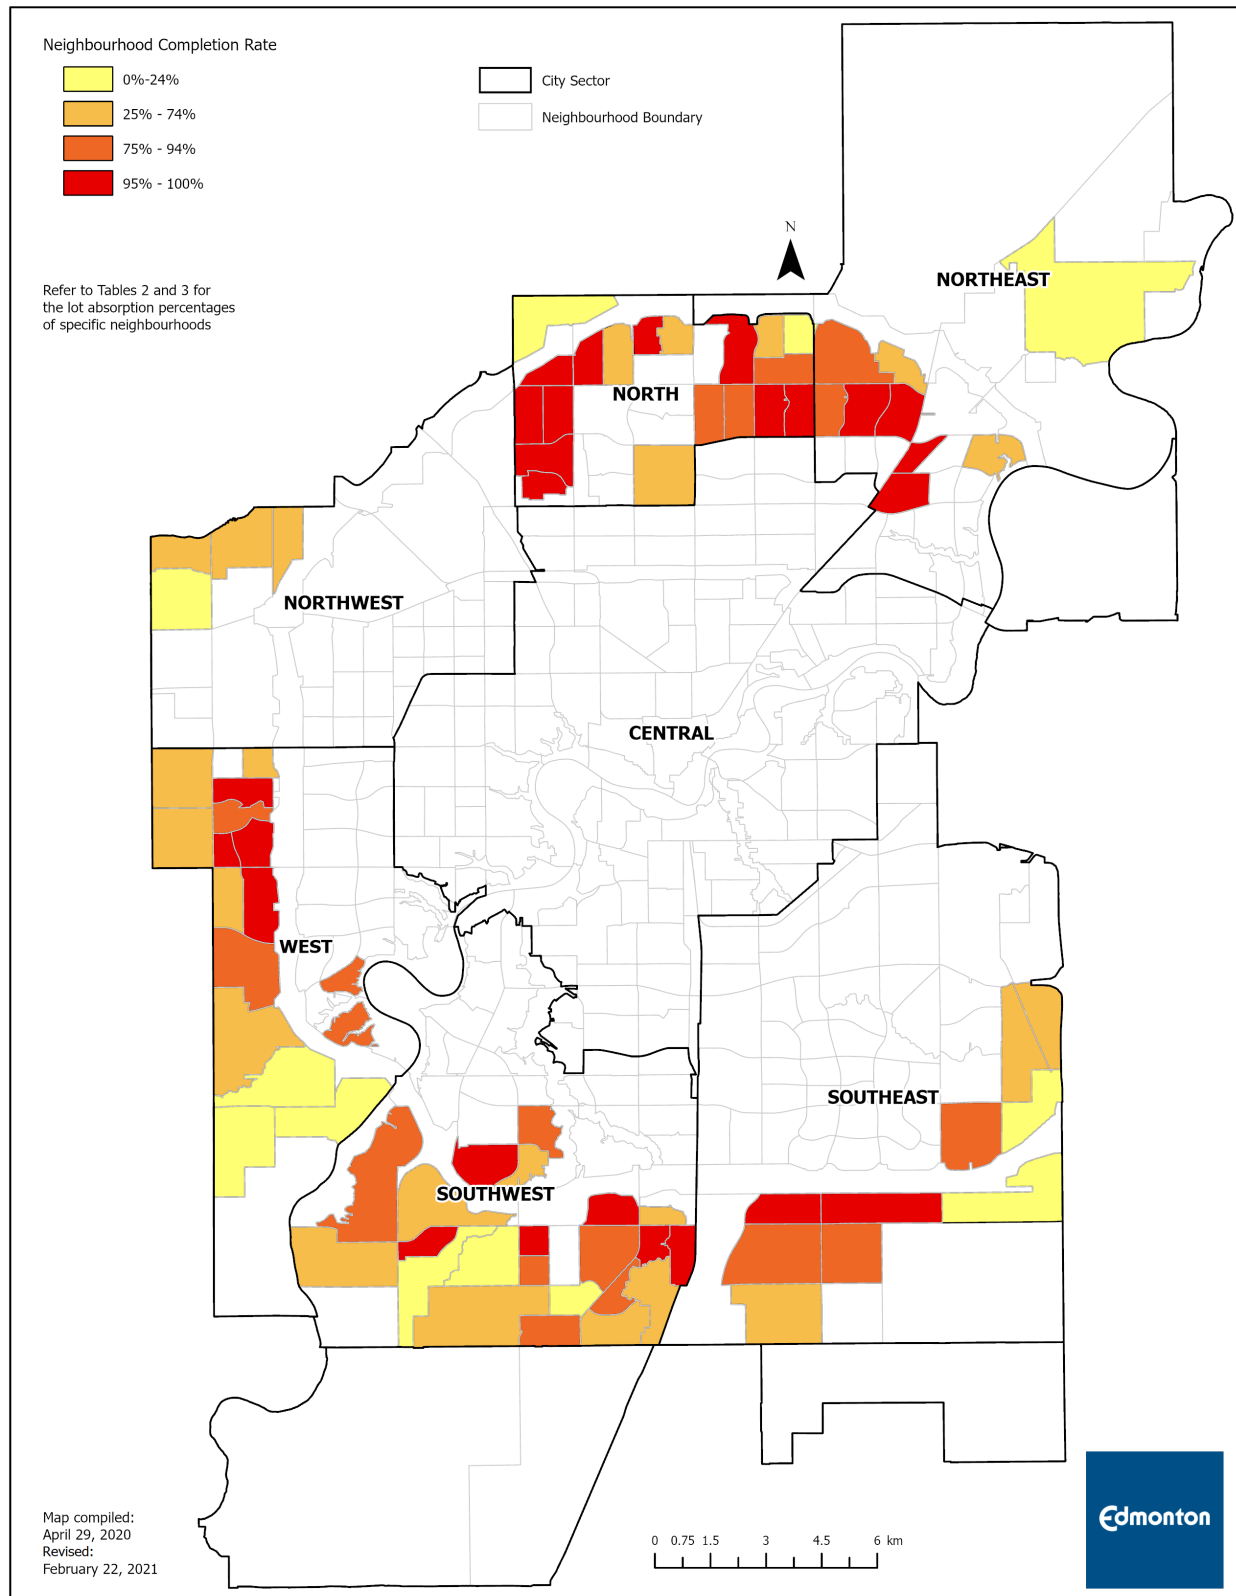 Neighbourhood Completion Rate
0%-24%
25% - 74%
75% - 94%
95% - 100%
City Sector
Neighbourhood Boundary
Refer to Tables 2 and 3 for
the lot absorption percentages
of specific neighbourhoods
N
NORTHEAST
NORTH
NORTHWEST
CENTRAL
WEST
SOUTHEAST
SOUTHWEST
Map compiled:
April 29, 2020
Revised:
February 22, 2021
0 0.75 1.5 3 4.5 6 km
Edmonton